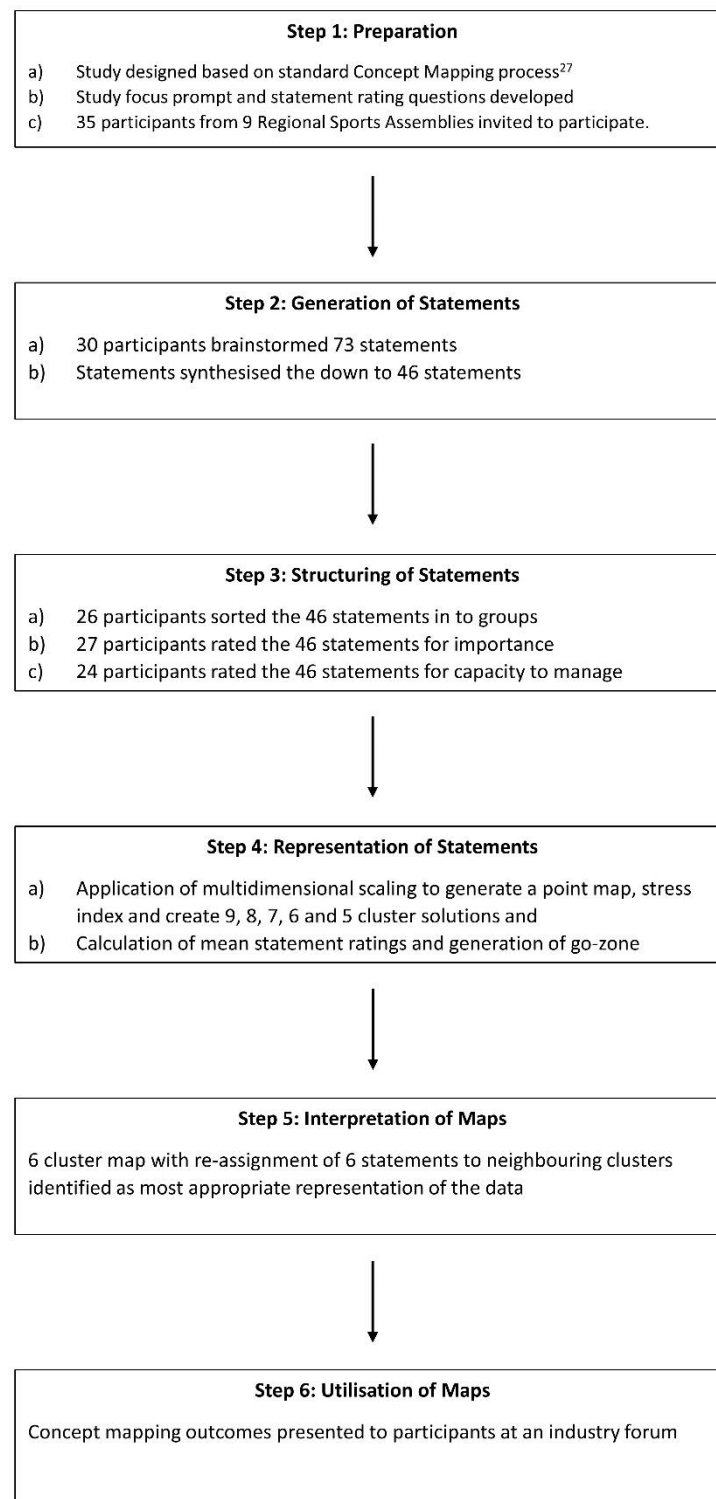 Step 1: Preparation
a) Study designed based on standard Concept Mapping process27
b) Study focus prompt and statement rating questions developed
c) 35 participants from 9 Regional Sports Assemblies invited to participate.
Step 2: Generation of Statements
a) 30 participants brainstormed 73 statements
b) Statements synthesised the down to 46 statements
Step 3: Structuring of Statements
a) 26 participants sorted the 46 statements in to groups
b) 27 participants rated the 46 statements for importance
c) 24 participants rated the 46 statements for capacity to manage
Step 4: Representation of Statements
a) Application of multidimensional scaling to generate a point map, stress
index and create 9, 8, 7, 6 and 5 cluster solutions and
b) Calculation of mean statement ratings and generation of go-zone
Step 5: Interpretation of Maps
6 cluster map with re-assignment of 6 statements to neighbouring clusters
identified as most appropriate representation of the data
Step 6: Utilisation of Maps
Concept mapping outcomes presented to participants at an industry forum